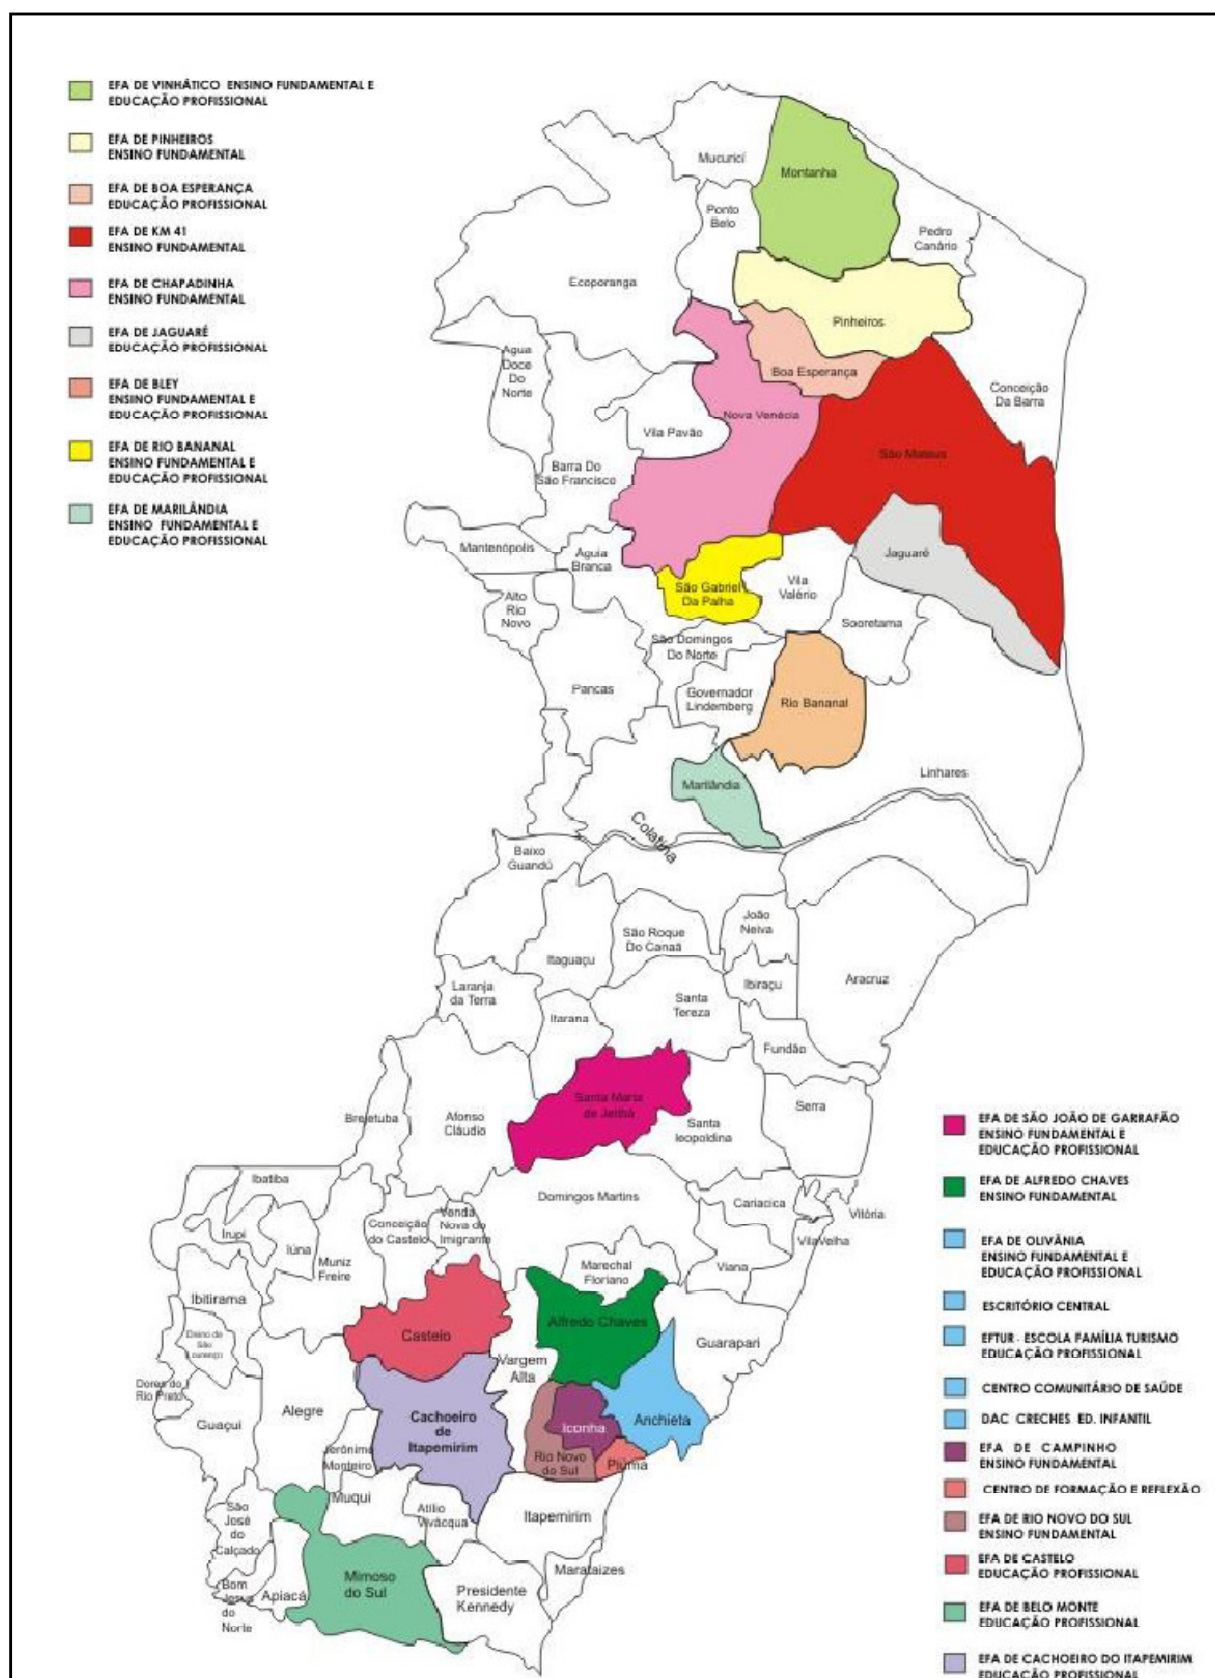 EFA DE VINHÁTICO ENSINO FUNDAMENTAL E
EDUCAÇÃO PROFISSIONAL
EFA DE PINHEIROS
ENSINO FUNDAMENTAL
EFA DE BOA ESPERANÇA
EDUCAÇÃO PROFISSIONAL
EFA DE KM 41
ENSINO FUNDAMENTAL
EFA DE CHAPADINHA
ENSINO FUNDAMENTAL
EFA DE JAGUARÉ
EDUCAÇÃO PROFISSIONAL
EFA DE BLEY
ENSINO FUNDAMENTAL E
EDUCAÇÃO PROFISSIONAL
EFA DE RIO BANANAL
ENSINO FUNDAMENTAL E
EDUCAÇÃO PROFISSIONAL
EFA DE MARILÂNDIA
ENSINO FUNDAMENTAL E
EDUCAÇÃO PROFISSIONAL
Mucurici
Montanha
Ponto
Belo
Pedro
Canário
Ecoporanga
Pinheiros
Água
Doce
Do
Norte
Boa Esperança
Conceição
Da Barra
Nova Venécia
Vila Pavão
São Mateus
Barra Do
São Francisco
Mantenópolis
Águia
Branca
Jaguaré
São Gabriel
Da Palha
Vila
Valério
Alto
Rio
Novo
Sooretama
São Domingos
Do Norte
Pancas
Governador
Lindemberg
Rio Bananal
Linhares
Marilândia
Colatina
Baixo
Guandú
João
Neiva
São Roque
Do Canaã
Itaguaçu
Ibiraçu
Aracruz
Laranja
da Terra
Santa
Tereza
Itarana
Fundão
Santa Maria
de Jetibá
Serra
Brejetuba
Afonso
Cláudio
Santa
leopoldina
Ibatiba
Domingos Martins
Cariacica
Vitória
Venda
Nova do
Imigrante
Conceição
do Castelo
Irupi
Iúna
Vila Velha
Muniz
Freire
Marechal
Floriano
Viana
Ibitirama
Castelo
Alfredo Chaves
Guarapari
Divino de
São
Lourenço
Vargem
Alta
Dores do
Rio Preto
Guaçuí
Alegre
Cachoeiro
de
Itapemirim
Iconha
Anchieta
Jerônimo
Monteiro
Rio Novo
do Sul
Piúma
Muqui
São
José
do
Calçado
Atílio
Vivácqua
Itapemirim
Marataizes
Mimoso
do Sul
Bom
Jesus
do
Norte
Apiacá
Presidente
Kennedy
EFA DE SÃO JOÃO DE GARRAFÃO
ENSINO FUNDAMENTAL E
EDUCAÇÃO PROFISSIONAL
EFA DE ALFREDO CHAVES
ENSINO FUNDAMENTAL
EFA DE OLIVÂNIA
ENSINO FUNDAMENTAL E
EDUCAÇÃO PROFISSIONAL
ESCRITÓRIO CENTRAL
EFTUR - ESCOLA FAMÍLIA TURISMO
EDUCAÇÃO PROFISSIONAL
CENTRO COMUNITÁRIO DE SAÚDE
DAC CRECHES ED. INFANTIL
EFA DE CAMPINHO
ENSINO FUNDAMENTAL
CENTRO DE FORMAÇÃO E REFLEXÃO
EFA DE RIO NOVO DO SUL
ENSINO FUNDAMENTAL
EFA DE CASTELO
EDUCAÇÃO PROFISSIONAL
EFA DE BELO MONTE
EDUCAÇÃO PROFISSIONAL
EFA DE CACHOEIRO DO ITAPEMIRIM
EDUCAÇÃO PROFISSIONAL